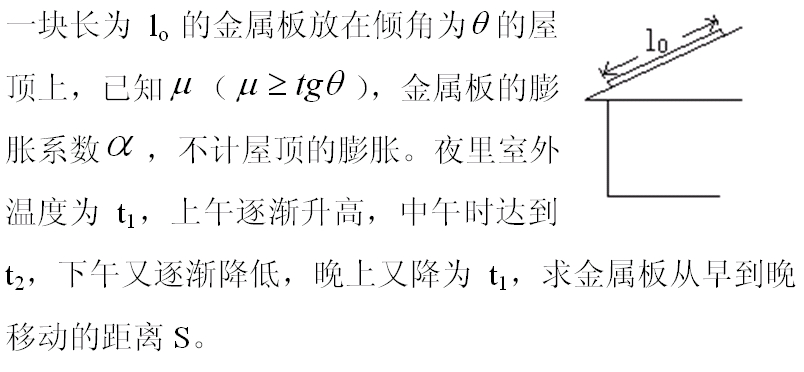 一块长为 l₀ 的金属板放在倾角为θ的屋
顶上，已知μ（μ≥tgθ），金属板的膨
胀系数α，不计屋顶的膨胀。夜里室外
温度为 t₁，上午逐渐升高，中午时达到
t₂，下午又逐渐降低，晚上又降为 t₁，求金属板从早到晚
移动的距离 S。
l₀